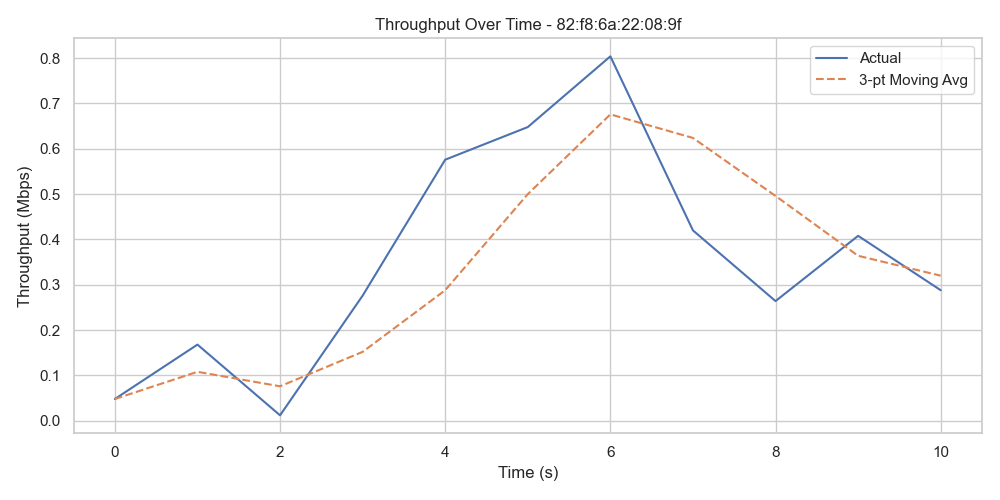 Throughput Over Time - 82:f8:6a:22:08:9f
Actual
3-pt Moving Avg
Throughput (Mbps)
0.8
0.7
0.6
0.5
0.4
0.3
0.2
0.1
0.0
0 2 4 6 8 10
Time (s)